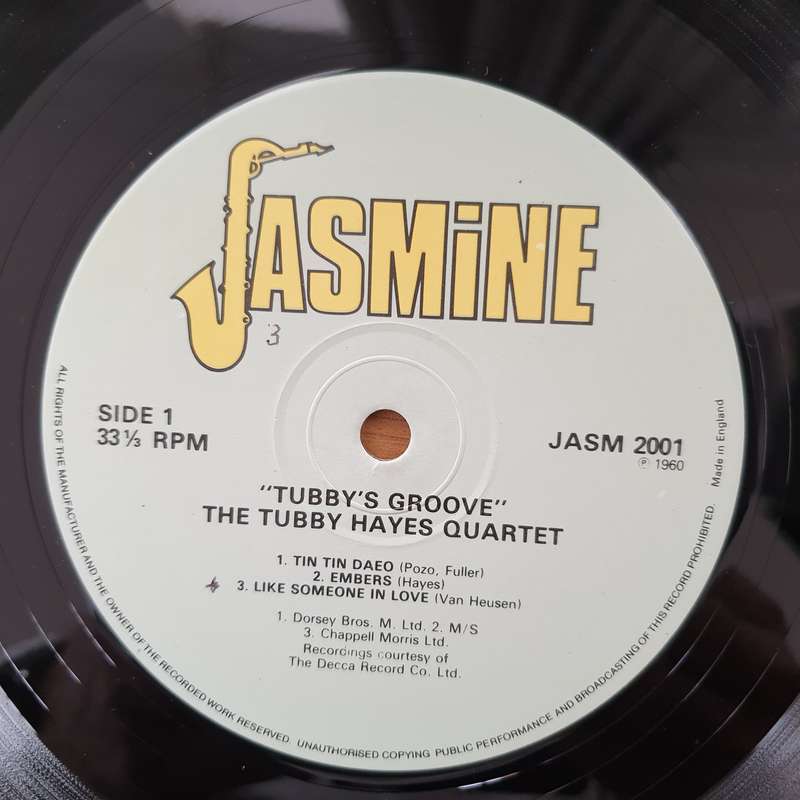 JASMiNE
3
SIDE 1
33⅓ RPM
JASM 2001
℗ 1960
Made in England
"TUBBY'S GROOVE"
THE TUBBY HAYES QUARTET
1. TIN TIN DAEO (Pozo, Fuller)
2. EMBERS (Hayes)
3. LIKE SOMEONE IN LOVE (Van Heusen)
1. Dorsey Bros. M. Ltd. 2. M/S
3. Chappell Morris Ltd.
Recordings courtesy of
The Decca Record Co. Ltd.
ALL RIGHTS OF THE MANUFACTURER AND THE OWNER OF THE RECORDED WORK RESERVED. UNAUTHORISED COPYING PUBLIC PERFORMANCE AND BROADCASTING OF THIS RECORD PROHIBITED.